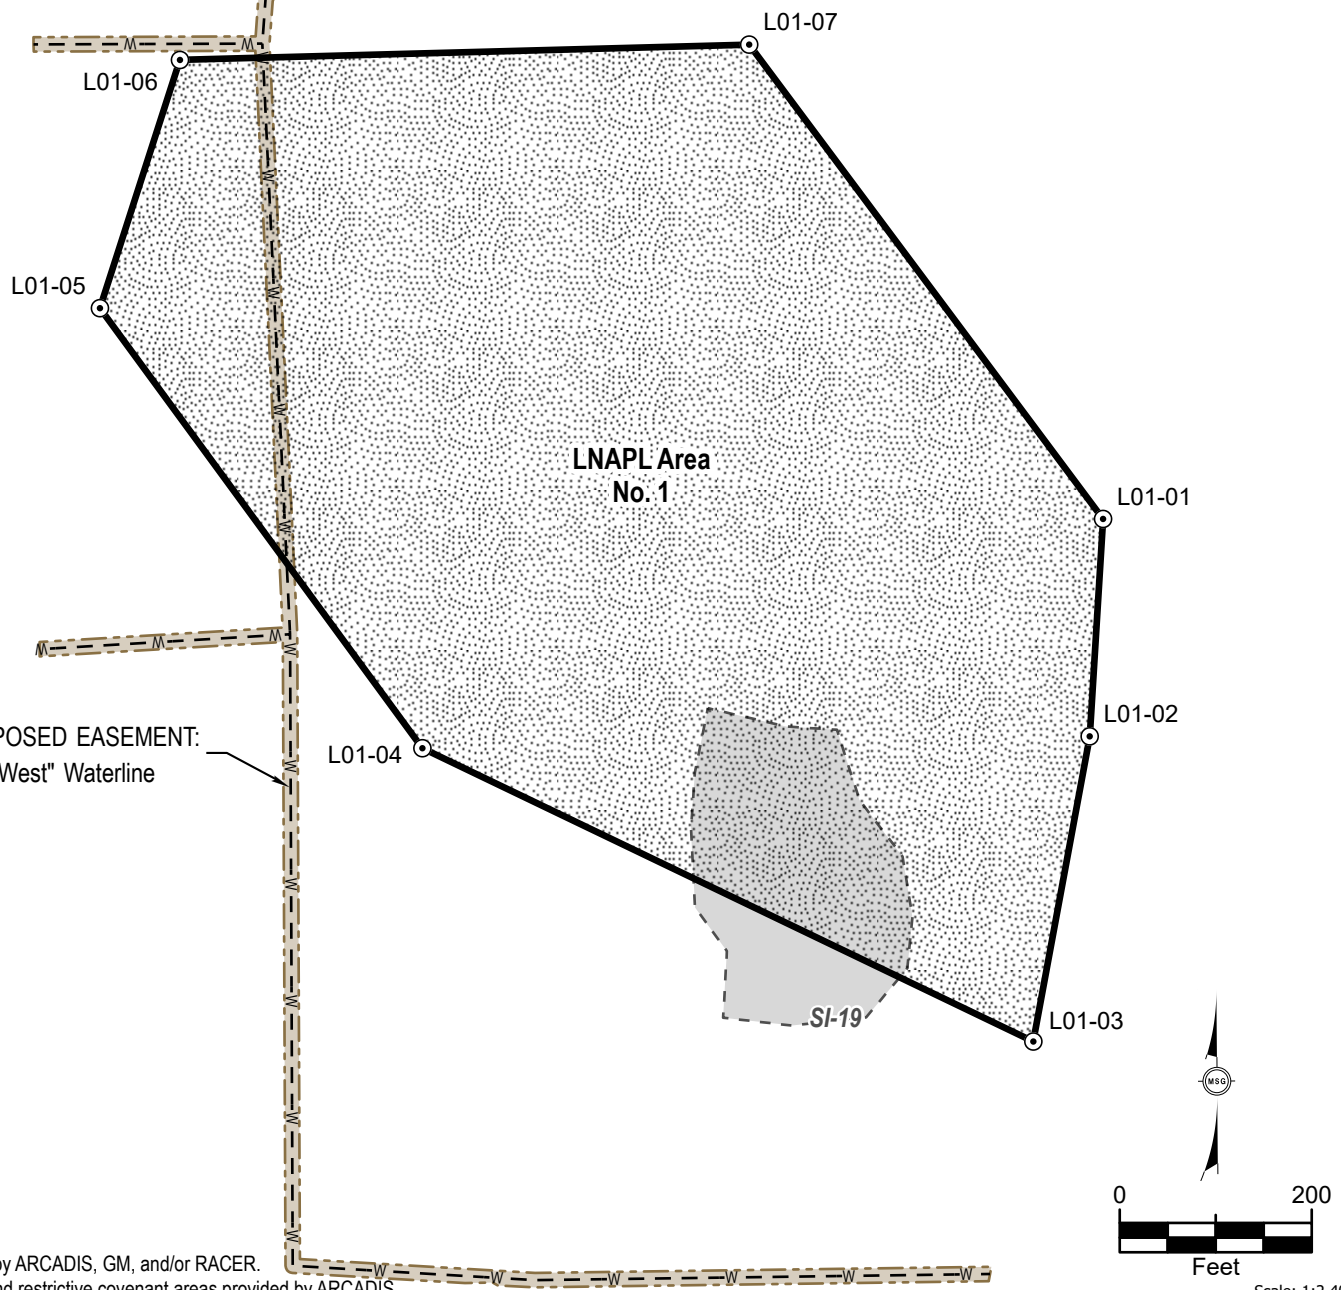 L01-07
L01-06
L01-05
LNAPL Area
No. 1
L01-01
L01-02
POSED EASEMENT:
West" Waterline
L01-04
SI-19
L01-03
MSG
0 200
Feet
by ARCADIS, GM, and/or RACER.
nd restrictive covenant areas provided by ARCADIS
W W W W W W W W W W W W W W W W W W W W W W W